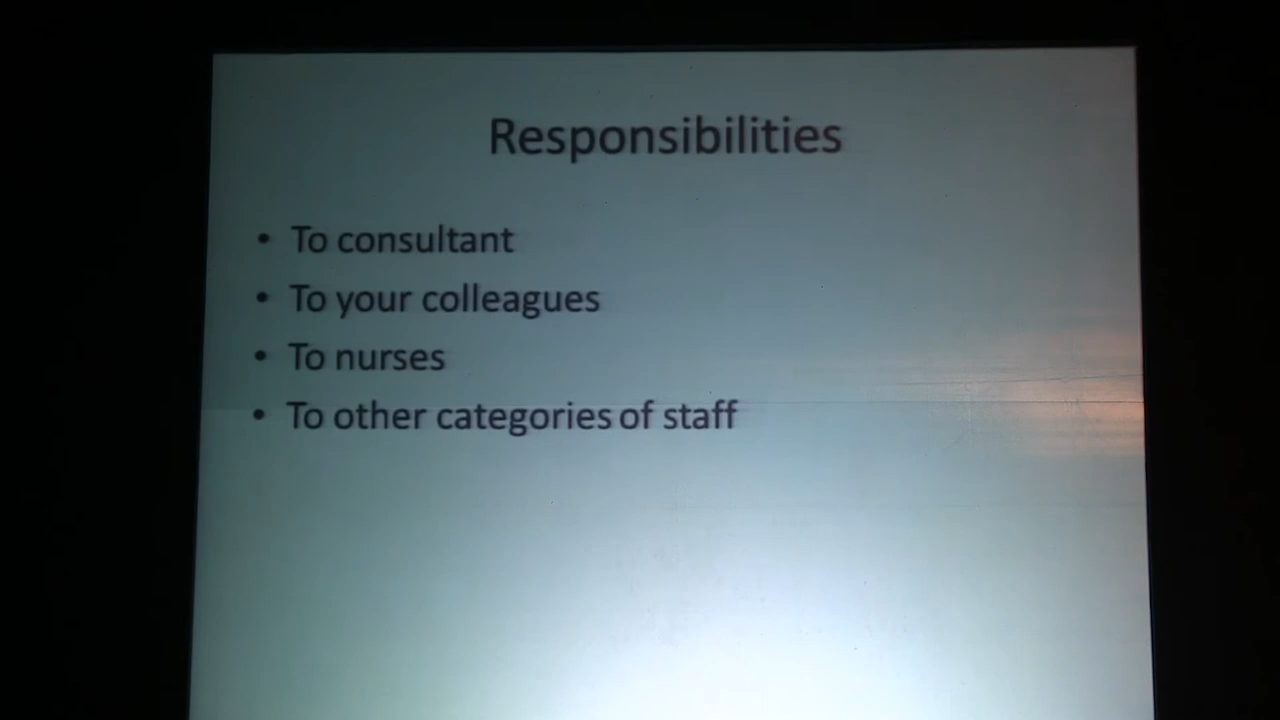 Responsibilities
• To consultant
• To your colleagues
• To nurses
• To other categories of staff